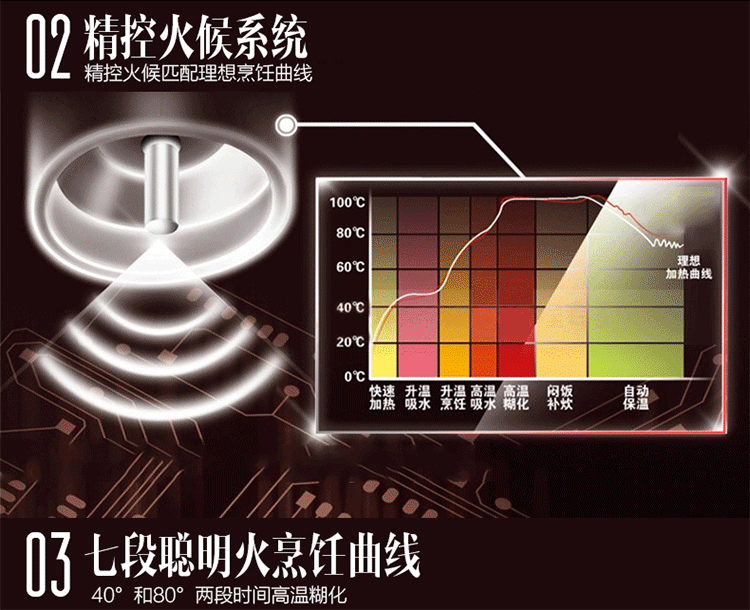 02 精控火候系统
精控火候匹配理想烹饪曲线
100℃
80℃
60℃
40℃
20℃
0℃
理想
加热曲线
快速 升温 升温 高温 高温 闷饭 自动
加热 吸水 烹饪 吸水 糊化 补炊 保温
03 七段聪明火烹饪曲线
40°和80°两段时间高温糊化